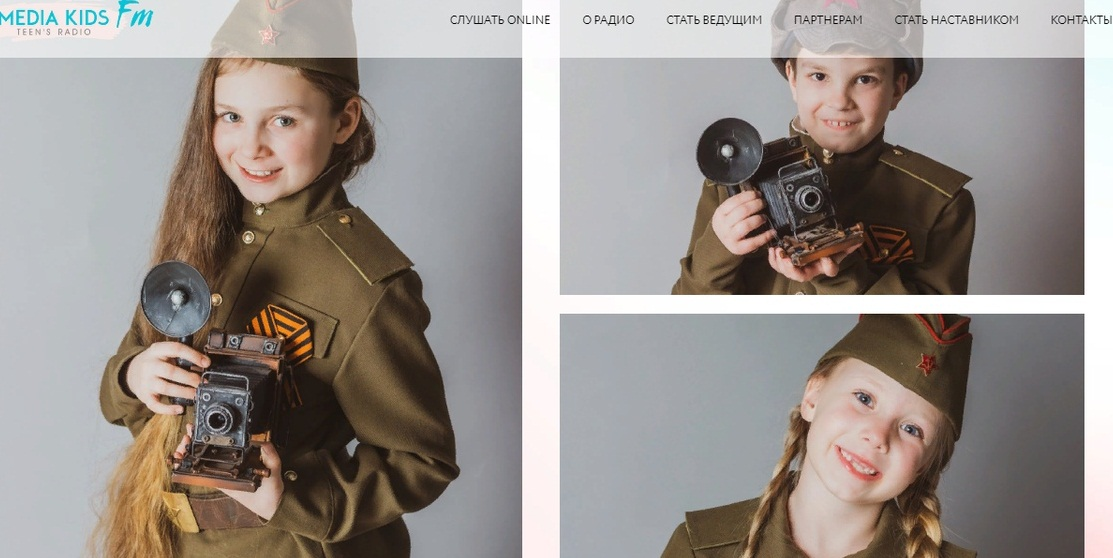 MEDIA KIDS Fm
TEEN'S RADIO
СЛУШАТЬ ONLINE
О РАДИО
СТАТЬ ВЕДУЩИМ
ПАРТНЕРАМ
СТАТЬ НАСТАВНИКОМ
КОНТАКТЫ